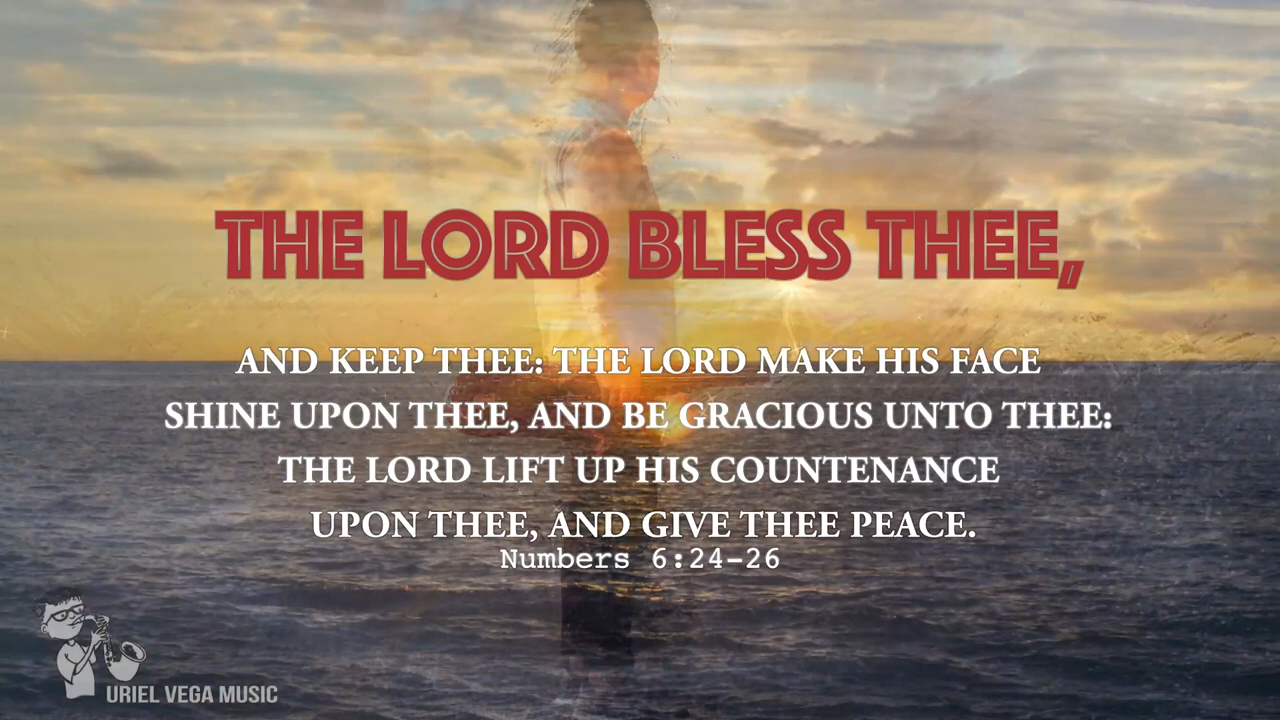 THE LORD BLESS THEE,
AND KEEP THEE: THE LORD MAKE HIS FACE
SHINE UPON THEE, AND BE GRACIOUS UNTO THEE:
THE LORD LIFT UP HIS COUNTENANCE
UPON THEE, AND GIVE THEE PEACE.
Numbers 6:24-26
URIEL VEGA MUSIC